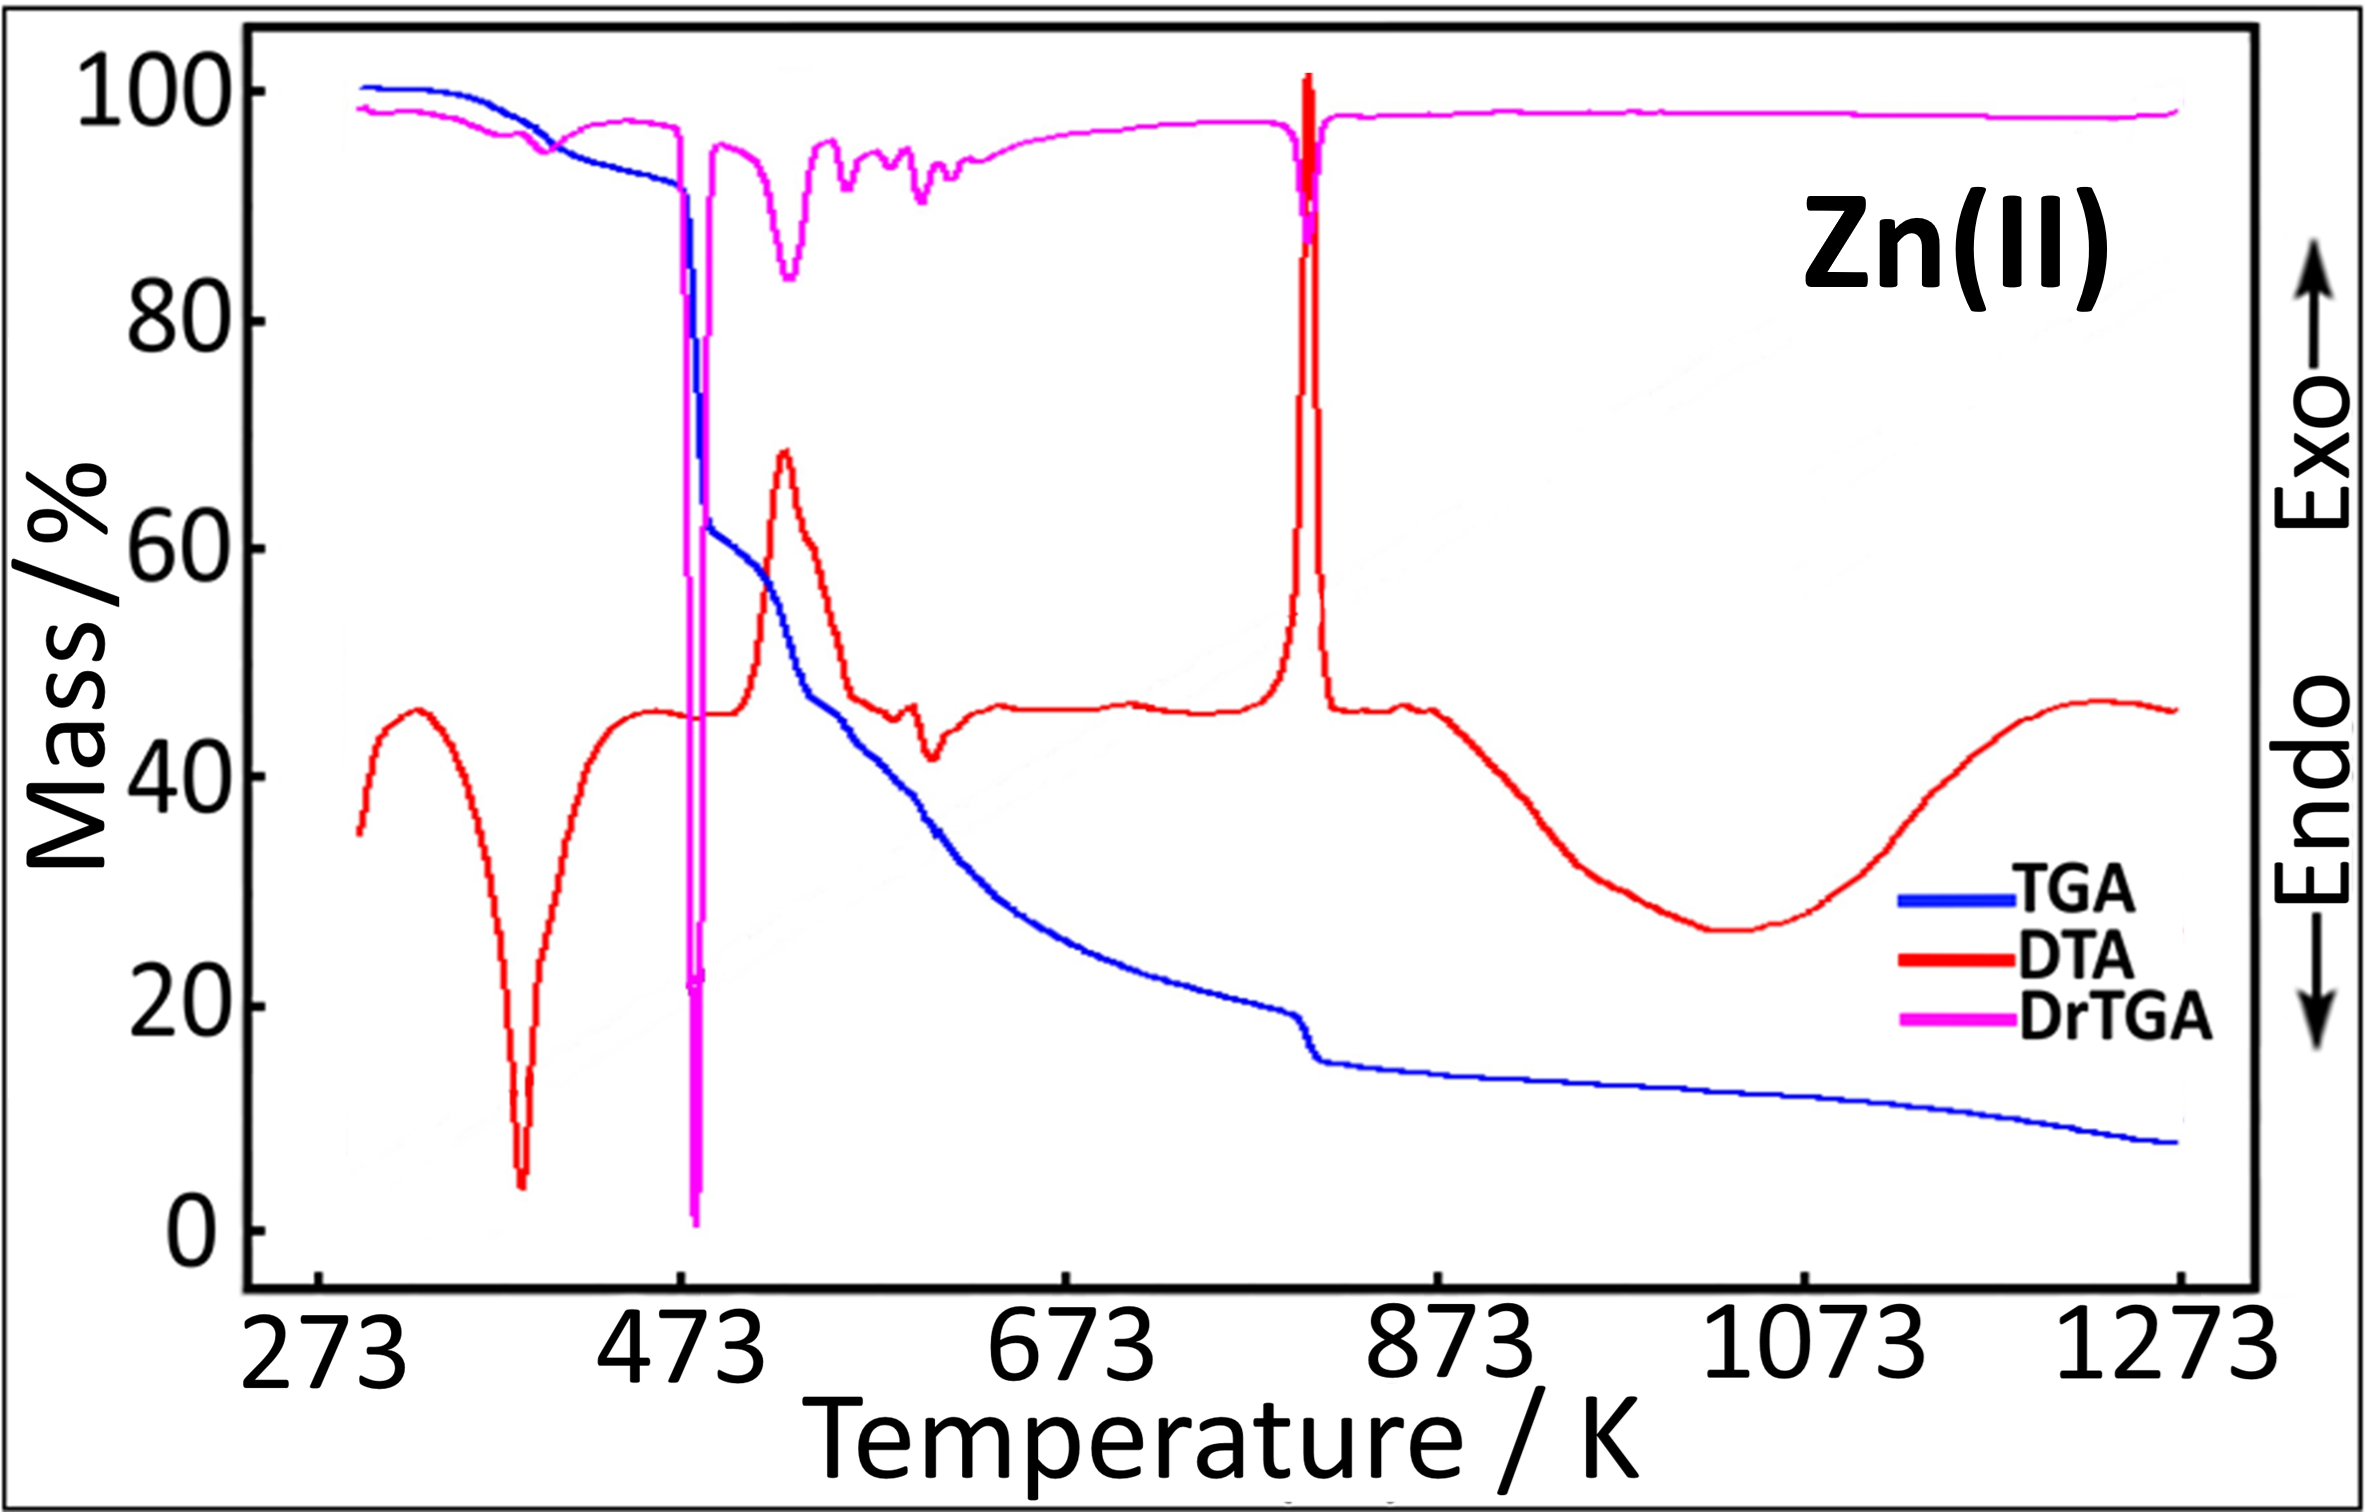 100
80
60
40
20
0
Mass / %
273 473 673 873 1073 1273
Temperature / K
Zn(II)
Exo
Endo
TGA
DTA
DrTGA